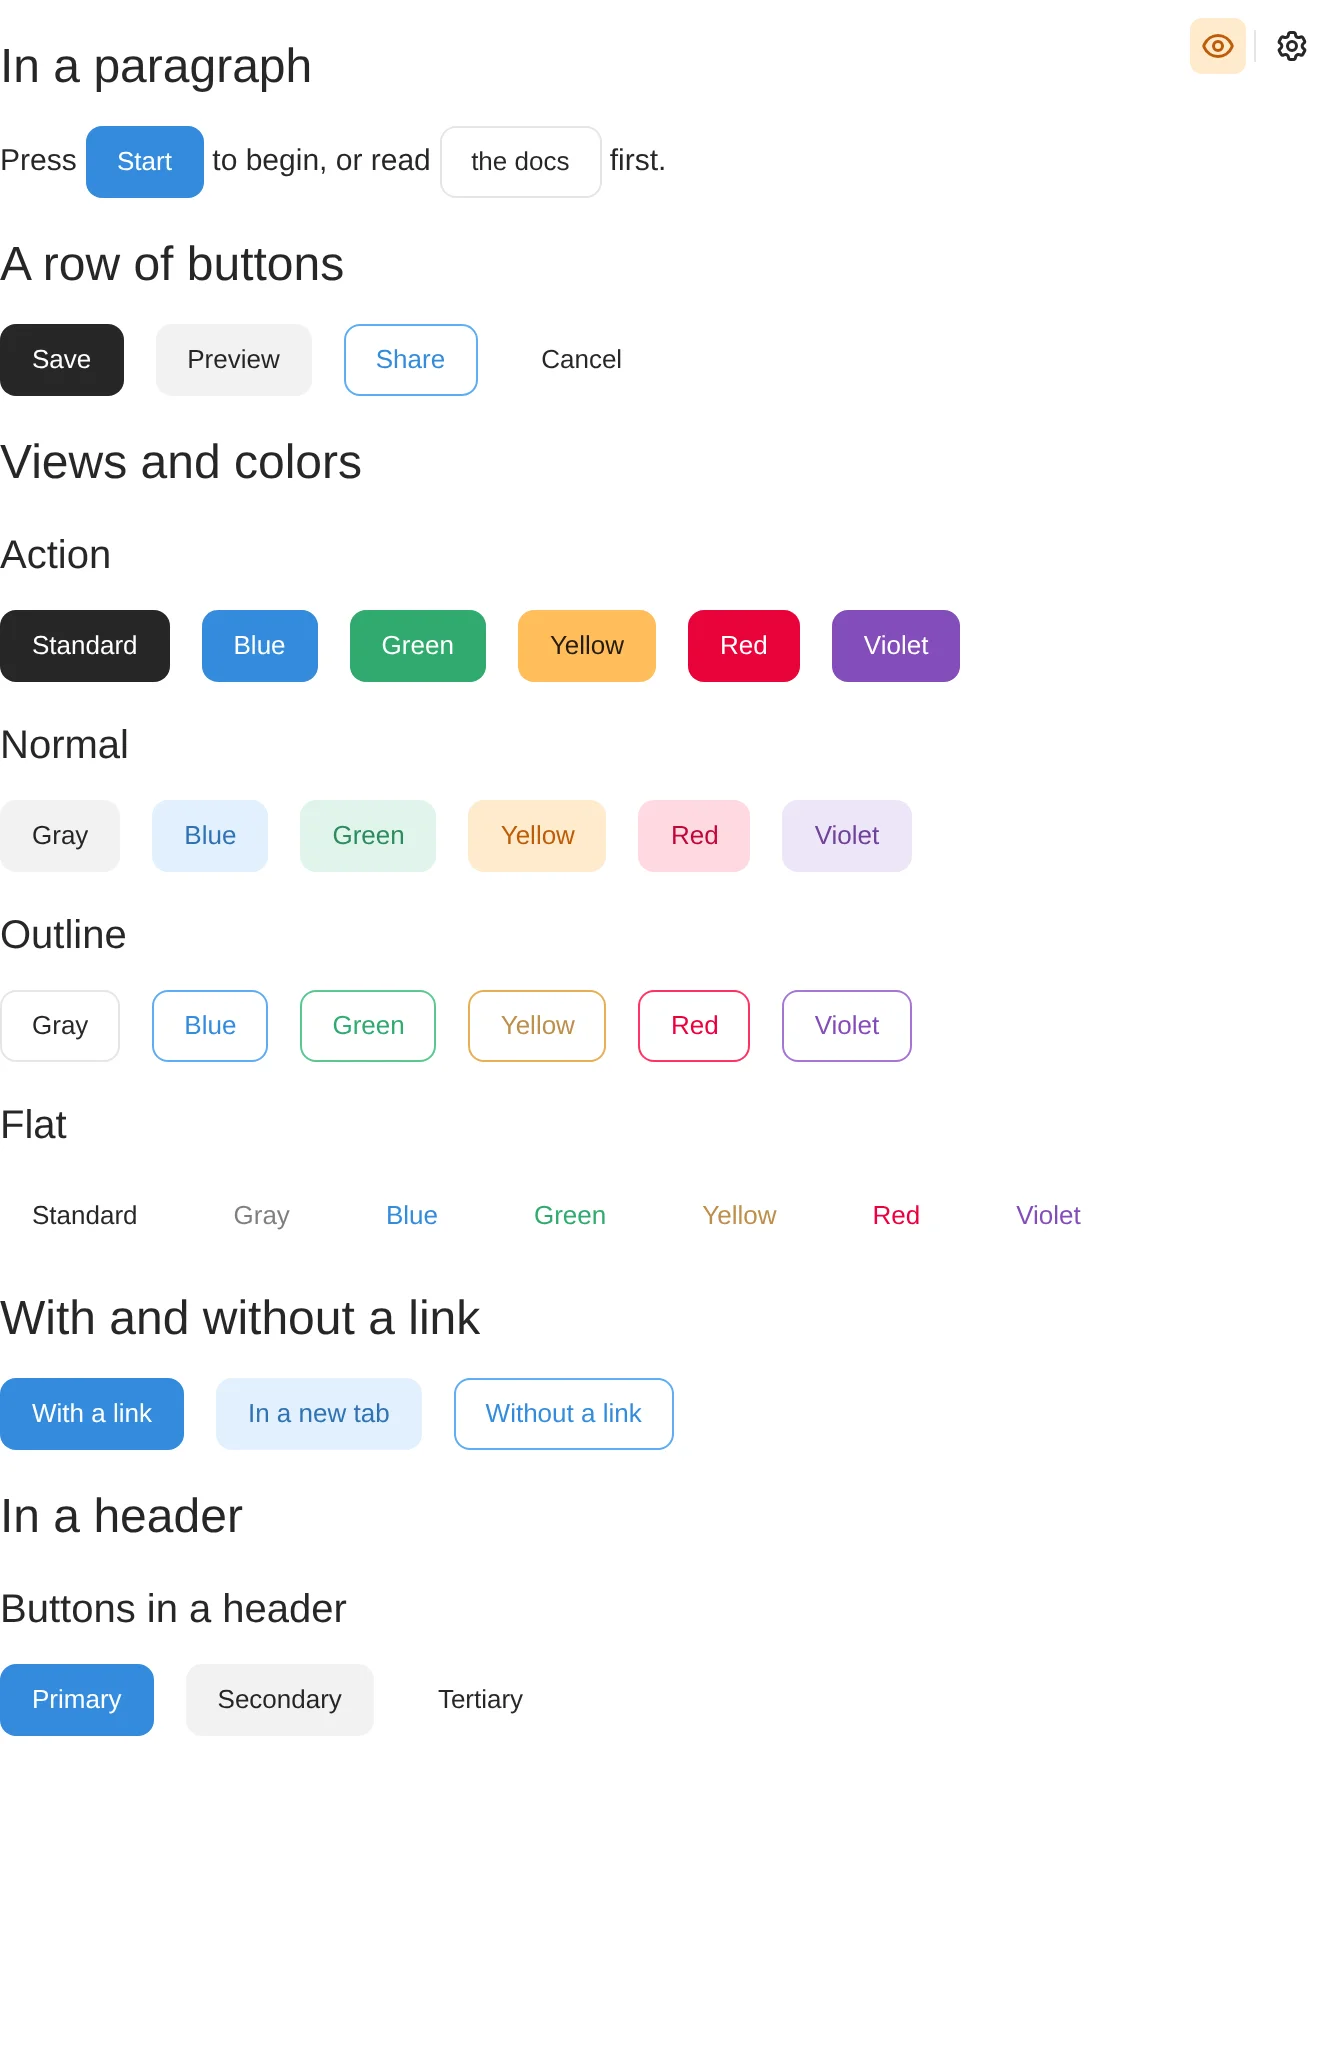 In a paragraph
Press Start to begin, or read the docs first.
A row of buttons
Save Preview Share Cancel
Views and colors
Action
Standard Blue Green Yellow Red Violet
Normal
Gray Blue Green Yellow Red Violet
Outline
Gray Blue Green Yellow Red Violet
Flat
Standard Gray Blue Green Yellow Red Violet
With and without a link
With a link In a new tab Without a link
In a header
Buttons in a header
Primary Secondary Tertiary